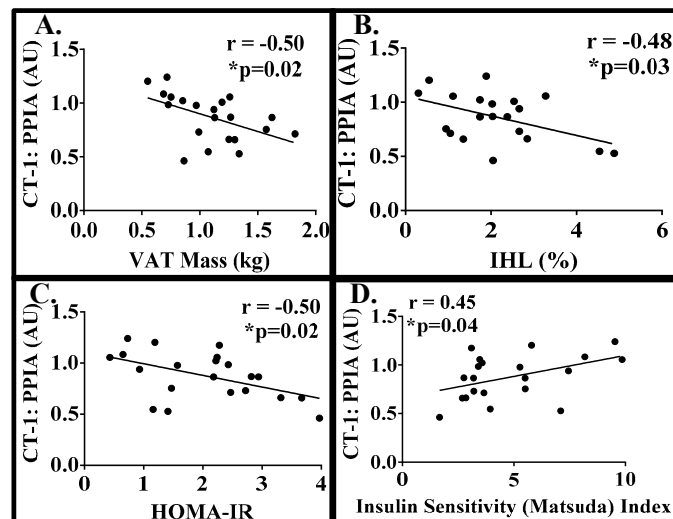 A.
r = -0.50
*p=0.02
CT-1: PPIA (AU)
1.5
1.0
0.5
0.0
0.0 0.5 1.0 1.5 2.0
VAT Mass (kg)
B.
r = -0.48
*p=0.03
CT-1: PPIA (AU)
1.5
1.0
0.5
0.0
0 2 4 6
IHL (%)
C.
r = -0.50
*p=0.02
CT-1: PPIA (AU)
1.5
1.0
0.5
0.0
0 1 2 3 4
HOMA-IR
D.
r = 0.45
*p=0.04
CT-1: PPIA (AU)
1.5
1.0
0.5
0.0
0 5 10
Insulin Sensitivity (Matsuda) Index